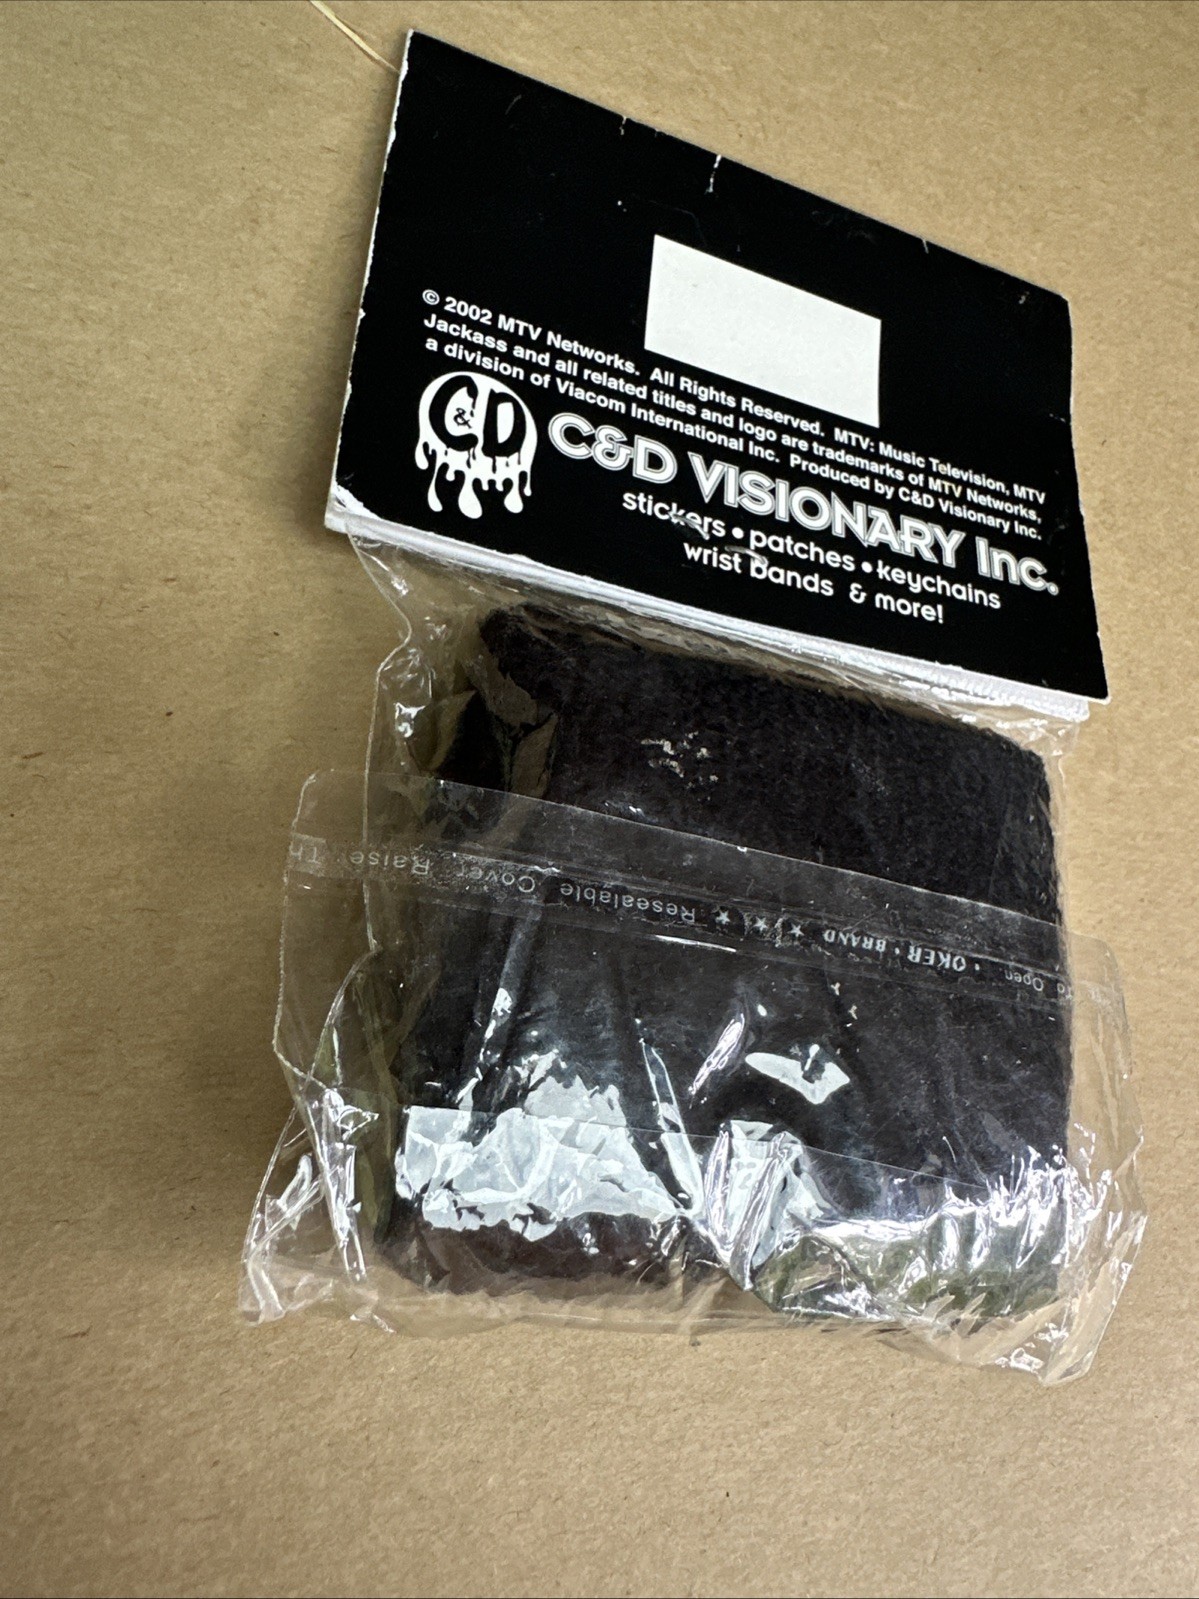 © 2002 MTV Networks. All Rights Reserved. MTV: Music Television, MTV
Jackass and all related titles and logo are trademarks of MTV Networks,
a division of Viacom International Inc. Produced by C&D Visionary Inc.
C&D
C&D VISIONARY Inc.
stickers • patches • keychains
wrist bands & more!
Open • OKER • BRAND ★ ★ ★ Resealable Cover Raise